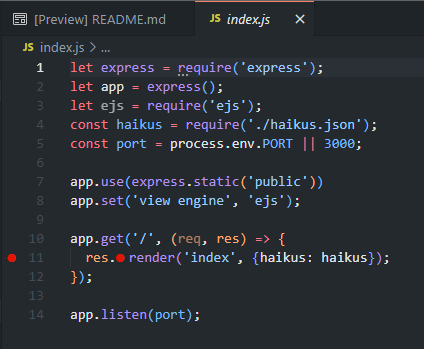 [Preview] README.md
JS index.js ×
JS index.js > ...
1 let express = require('express');
2 let app = express();
3 let ejs = require('ejs');
4 const haikus = require('./haikus.json');
5 const port = process.env.PORT || 3000;
6
7 app.use(express.static('public'))
8 app.set('view engine', 'ejs');
9
10 app.get('/', (req, res) => {
11   res.render('index', {haikus: haikus});
12 });
13
14 app.listen(port);